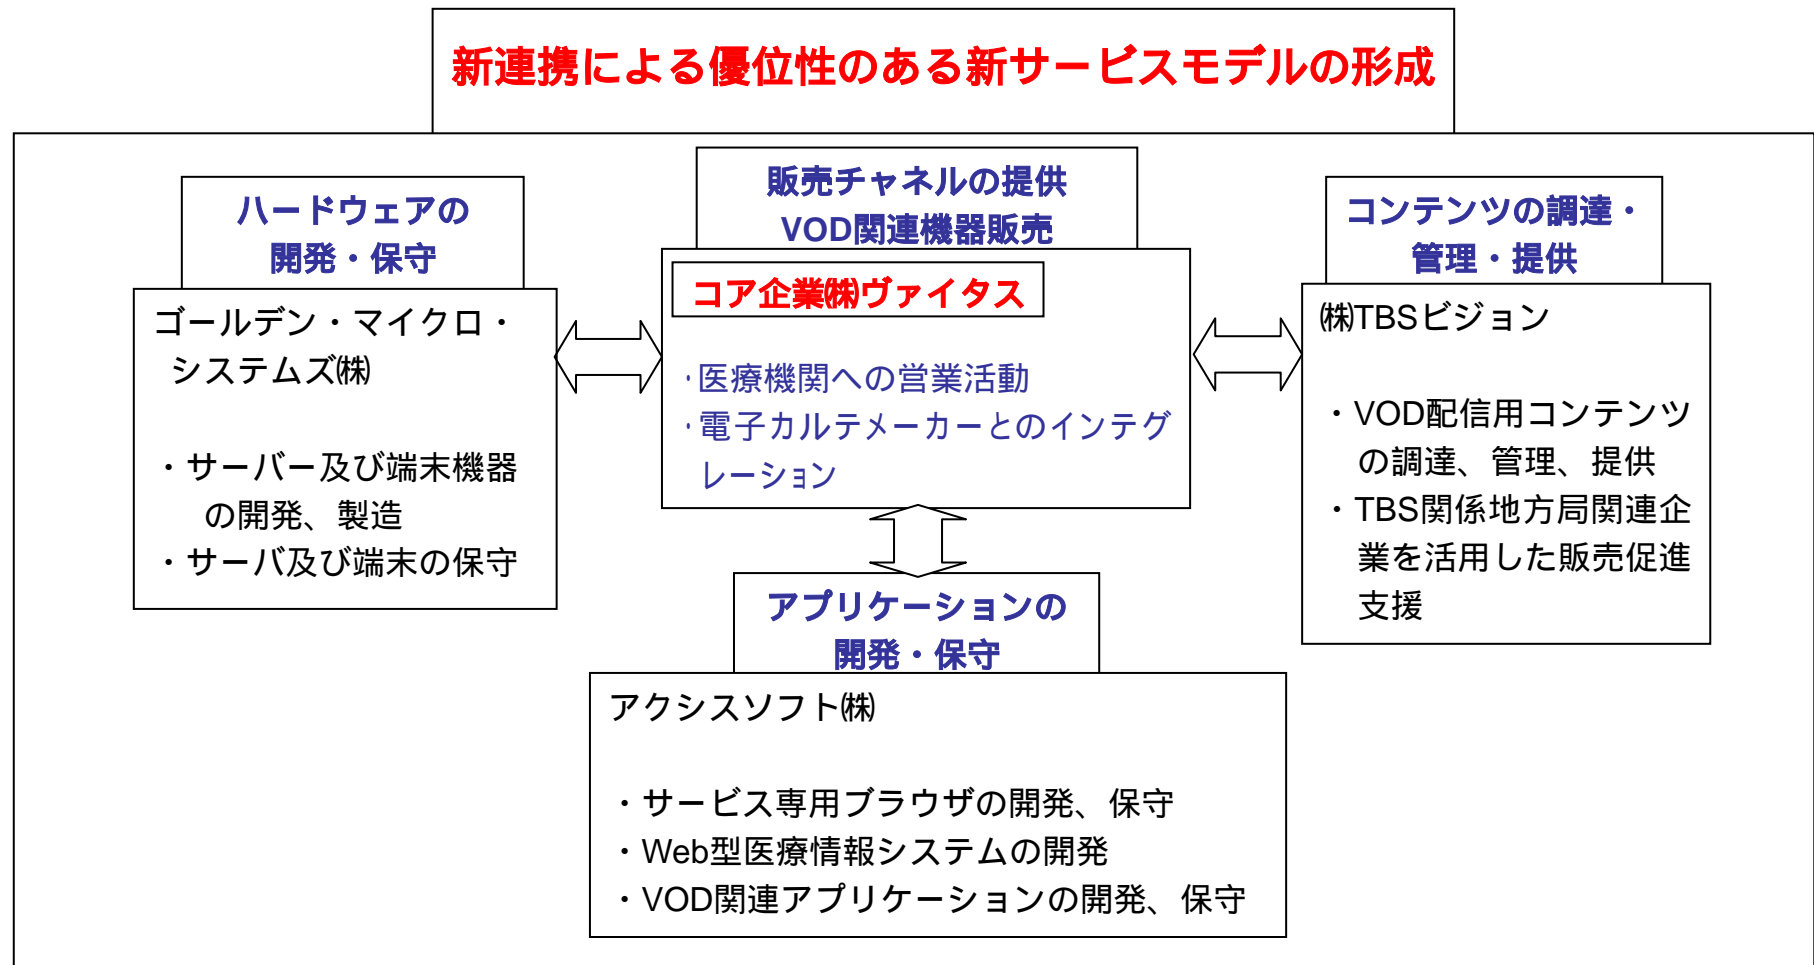 新連携による優位性のある新サービスモデルの形成
ハードウェアの
開発・保守
ゴールデン・マイクロ・
システムズ㈱
・サーバー及び端末機器
の開発、製造
・サーバ及び端末の保守
販売チャネルの提供
VOD関連機器販売
コア企業㈱ヴァイタス
・医療機関への営業活動
・電子カルテメーカーとのインテグ
レーション
コンテンツの調達・
管理・提供
㈱TBSビジョン
・VOD配信用コンテンツ
の調達、管理、提供
・TBS関係地方局関連企
業を活用した販売促進
支援
アプリケーションの
開発・保守
アクシスソフト㈱
・サービス専用ブラウザの開発、保守
・Web型医療情報システムの開発
・VOD関連アプリケーションの開発、保守